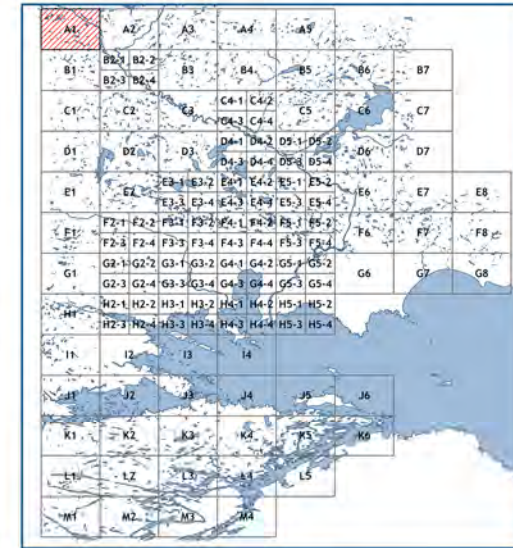 A1 A2 A3 A4 A5
B1 B2-1 B2-2 B3 B4 B5 B6 B7
B2-3 B2-4
C1 C2 C3 C4-1 C4-2 C5 C6 C7
C4-3 C4-4
D1 D2 D3 D4-1 D4-2 D5-1 D5-2 D6 D7
D4-3 D4-4 D5-3 D5-4
E1 E2 E3-1 E3-2 E4-1 E4-2 E5-1 E5-2 E6 E7 E8
E3-3 E3-4 E4-3 E4-4 E5-3 E5-4
F1 F2-1 F2-2 F3-1 F3-2 F4-1 F4-2 F5-1 F5-2 F6 F7 F8
F2-3 F2-4 F3-3 F3-4 F4-3 F4-4 F5-3 F5-4
G1 G2-1 G2-2 G3-1 G3-2 G4-1 G4-2 G5-1 G5-2 G6 G7 G8
G2-3 G2-4 G3-3 G3-4 G4-3 G4-4 G5-3 G5-4
H1 H2-1 H2-2 H3-1 H3-2 H4-1 H4-2 H5-1 H5-2
H2-3 H2-4 H3-3 H3-4 H4-3 H4-4 H5-3 H5-4
I1 I2 I3 I4
J1 J2 J3 J4 J5 J6
K1 K2 K3 K4 K5 K6
L1 L2 L3 L4 L5
M1 M2 M3 M4